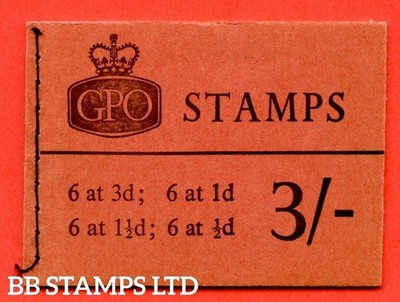 GPO STAMPS
6 at 3d; 6 at 1d
6 at 1½d; 6 at ½d
3/-
BB STAMPS LTD